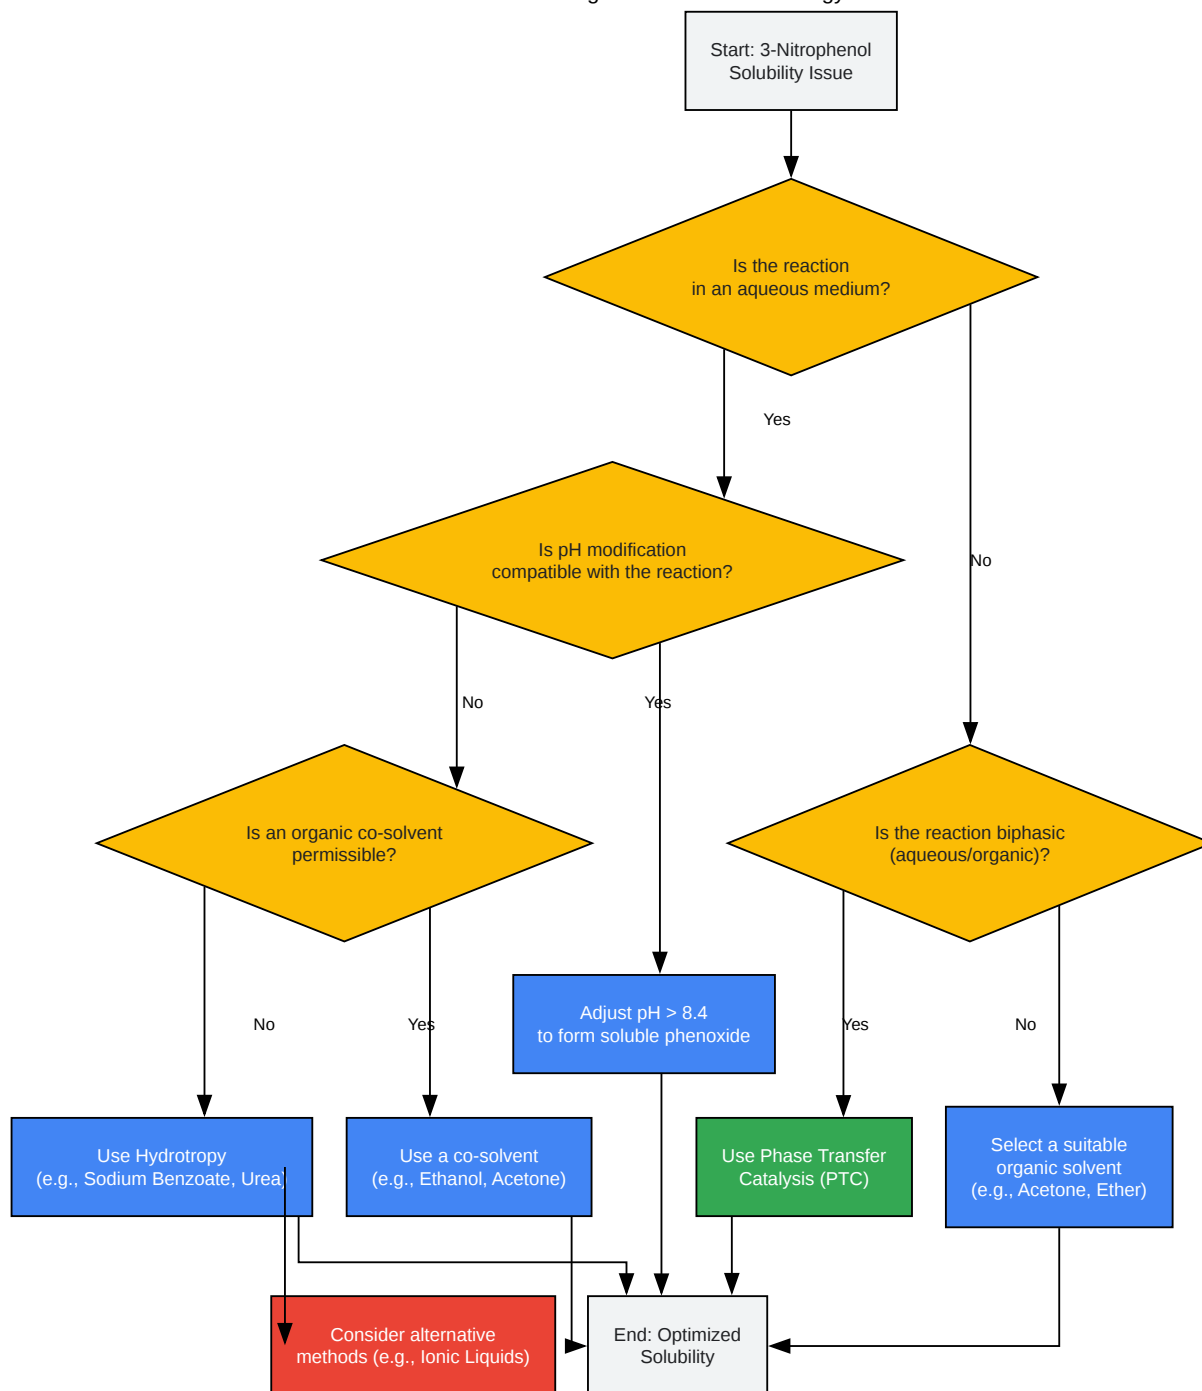 Start: 3-Nitrophenol
Solubility Issue
Is the reaction
in an aqueous medium?
Yes
Is pH modification
compatible with the reaction?
No
No
Yes
Is an organic co-solvent
permissible?
Is the reaction biphasic
(aqueous/organic)?
Adjust pH > 8.4
to form soluble phenoxide
No
Yes
Yes
No
Use Hydrotropy
(e.g., Sodium Benzoate, Urea)
Use a co-solvent
(e.g., Ethanol, Acetone)
Use Phase Transfer
Catalysis (PTC)
Select a suitable
organic solvent
(e.g., Acetone, Ether)
Consider alternative
methods (e.g., Ionic Liquids)
End: Optimized
Solubility